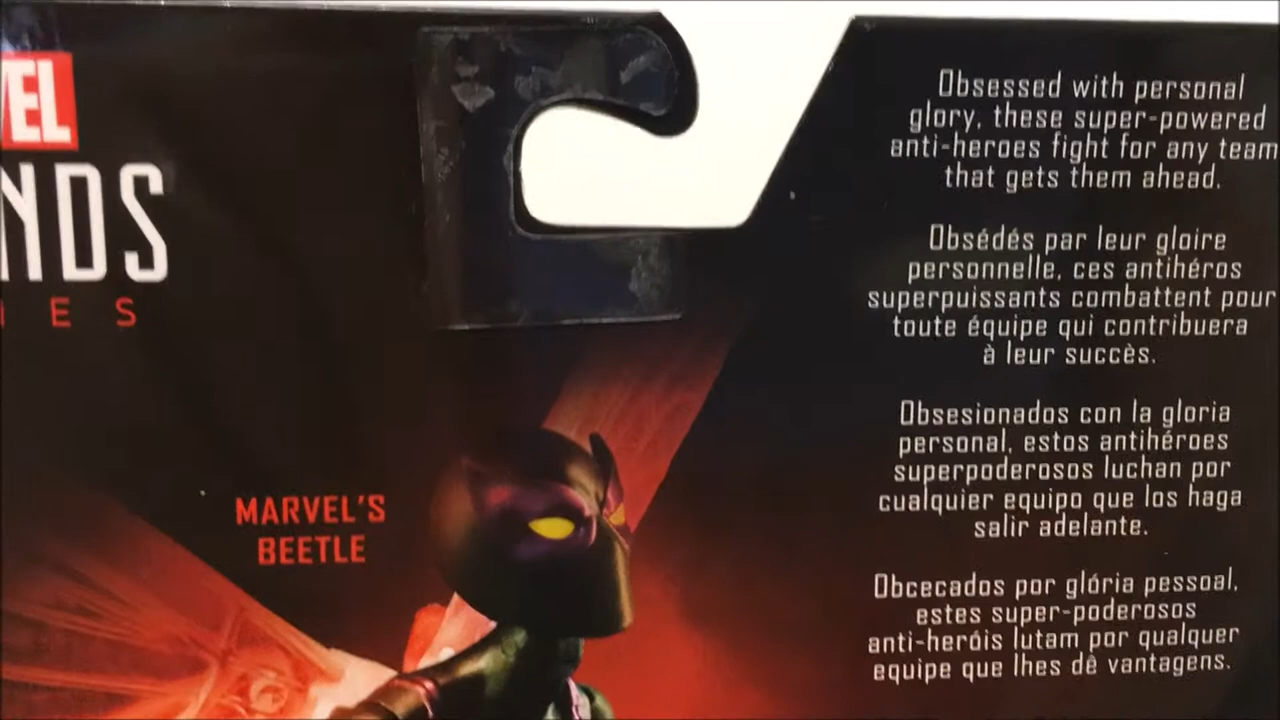 VEL
NDS
IES
MARVEL'S
BEETLE
Obsessed with personal
glory, these super-powered
anti-heroes fight for any team
that gets them ahead.
Obsédés par leur gloire
personnelle, ces antihéros
superpuissants combattent pour
toute équipe qui contribuera
à leur succès.
Obsesionados con la gloria
personal, estos antihéroes
superpoderosos luchan por
cualquier equipo que los haga
salir adelante.
Obcecados por glória pessoal,
estes super-poderosos
anti-heróis lutam por qualquer
equipe que lhes dê vantagens.